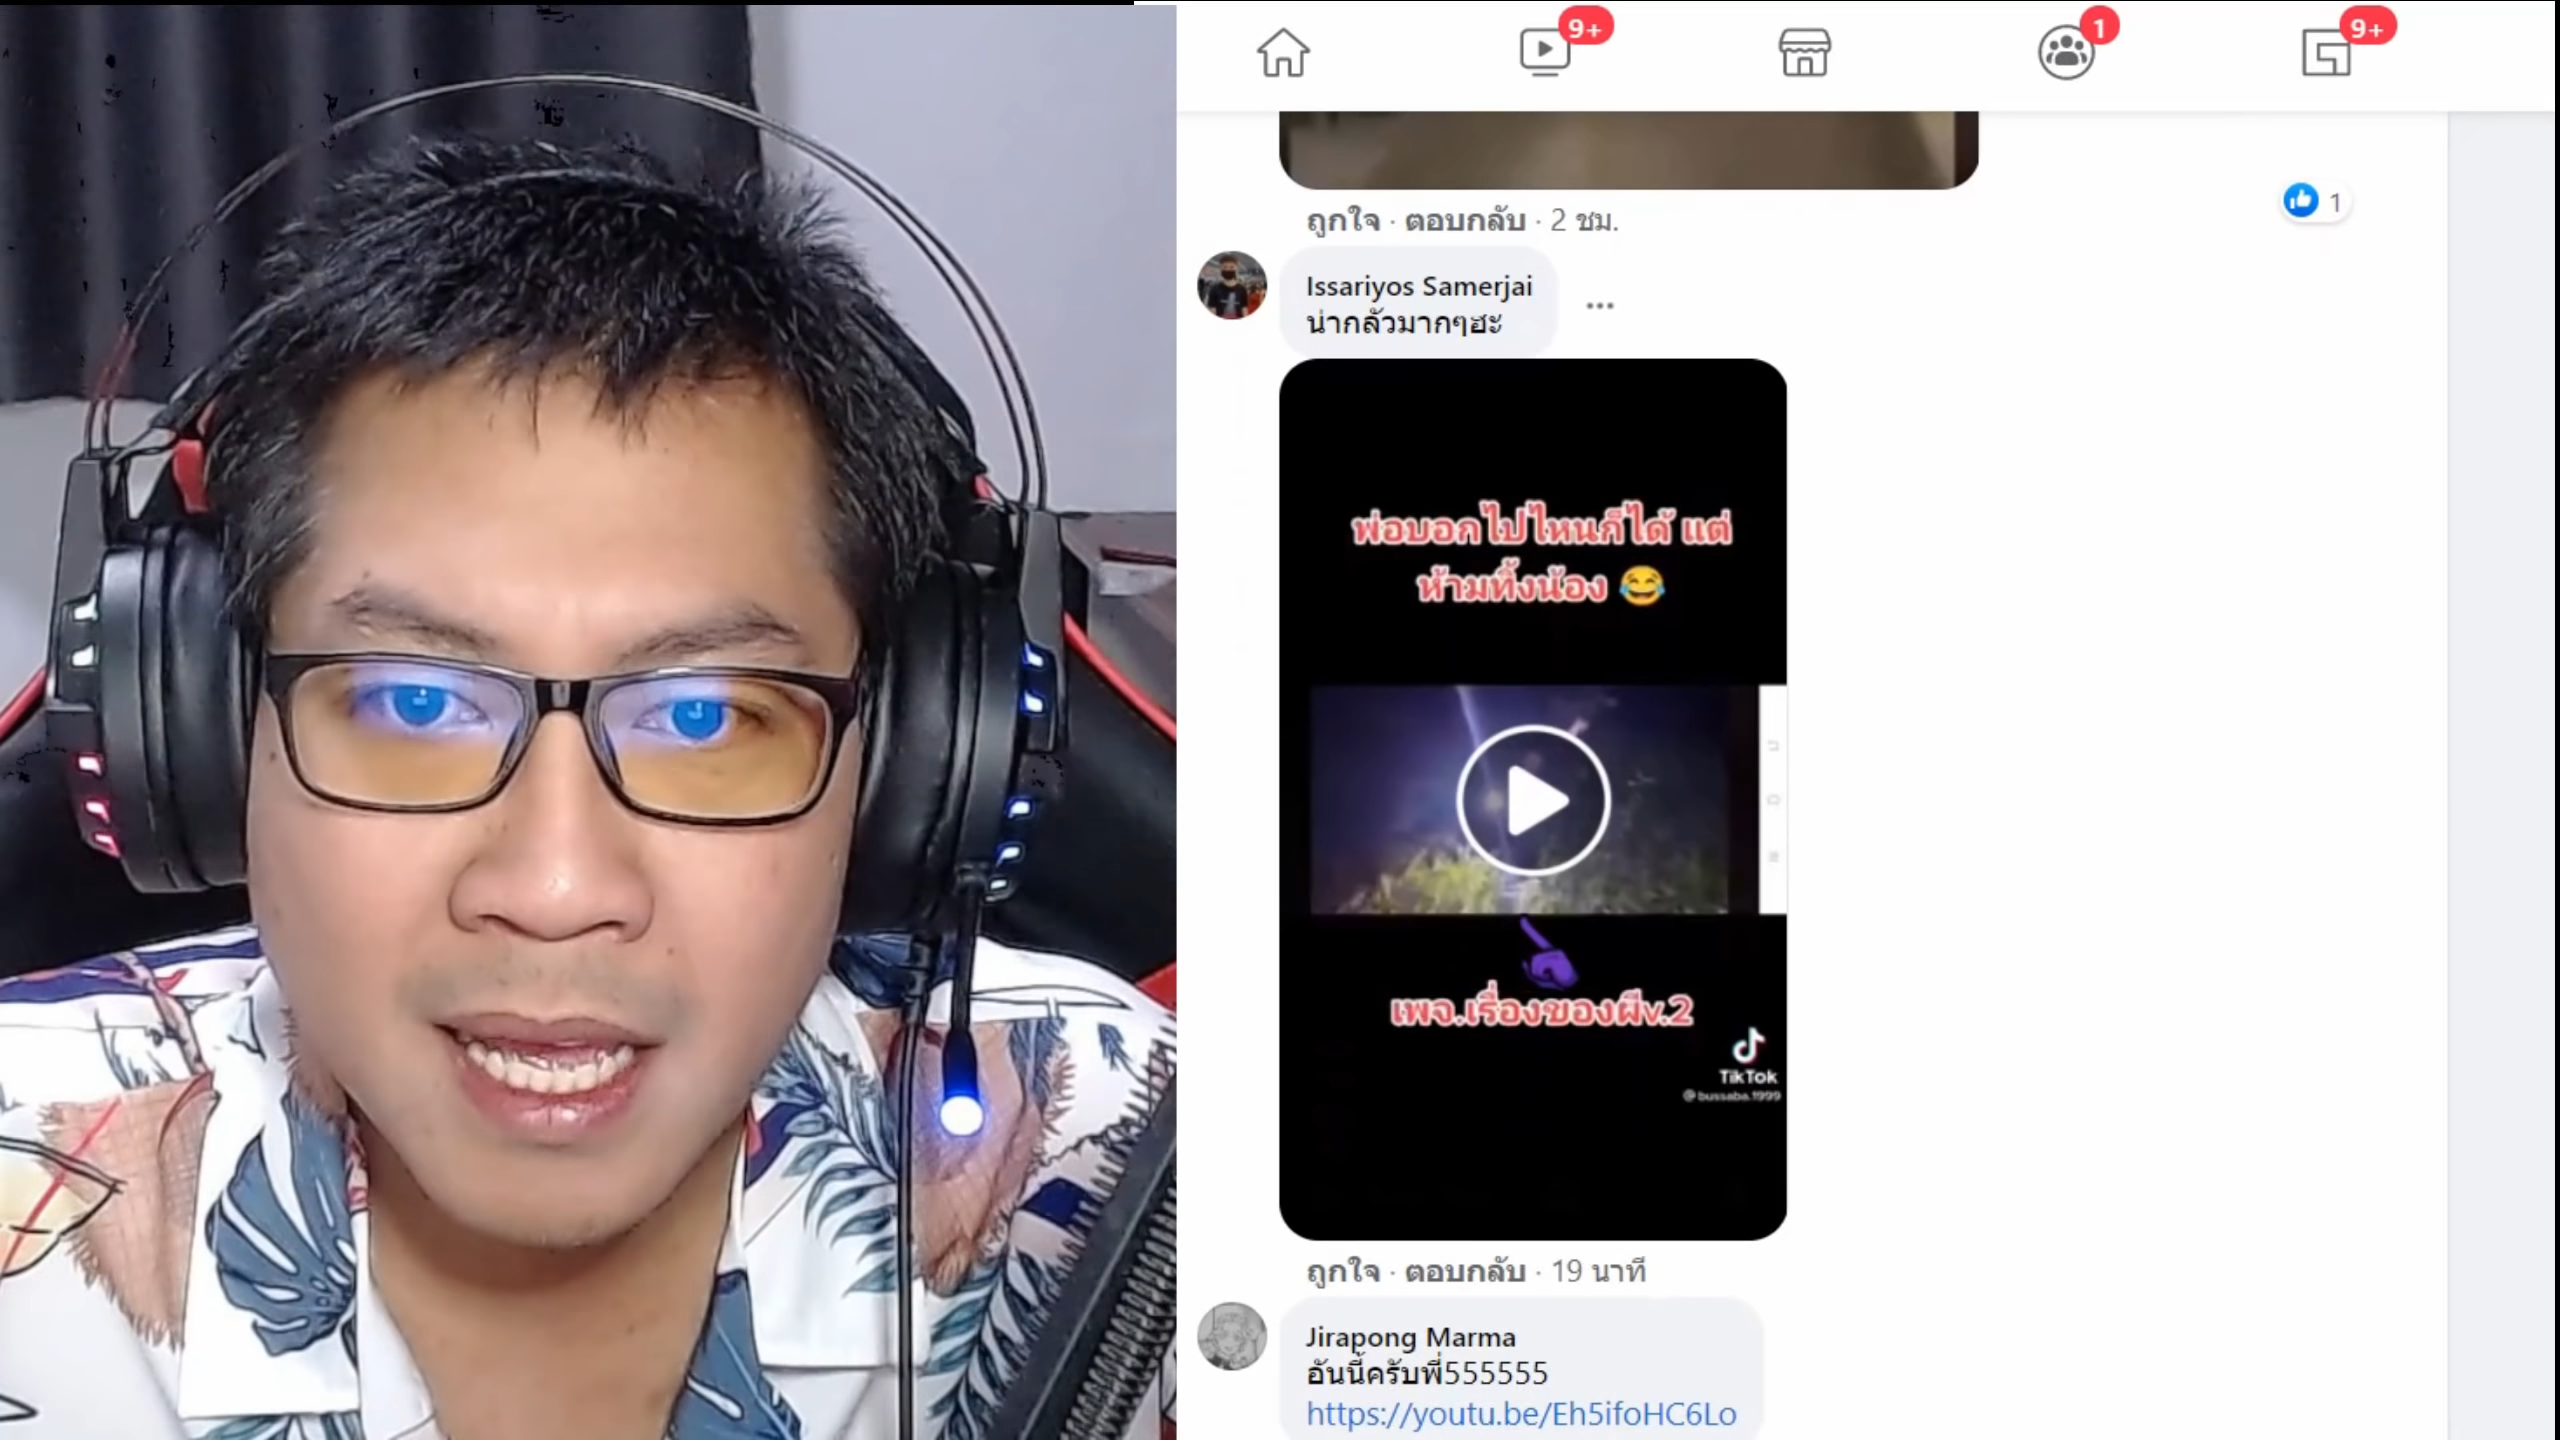 9+
1
9+
1
ถูกใจ · ตอบกลับ · 2 ชม.
Issariyos Samerjai
น่ากลัวมากๆฮะ
พ่อบอกไปไหนก็ได้ แต่
ห้ามทิ้งน้อง 😂
เพจ.เรื่องของผีv.2
TikTok
@bussaba.1999
ถูกใจ · ตอบกลับ · 19 นาที
Jirapong Marma
อันนี้ครับพี่555555
https://youtu.be/Eh5ifoHC6Lo